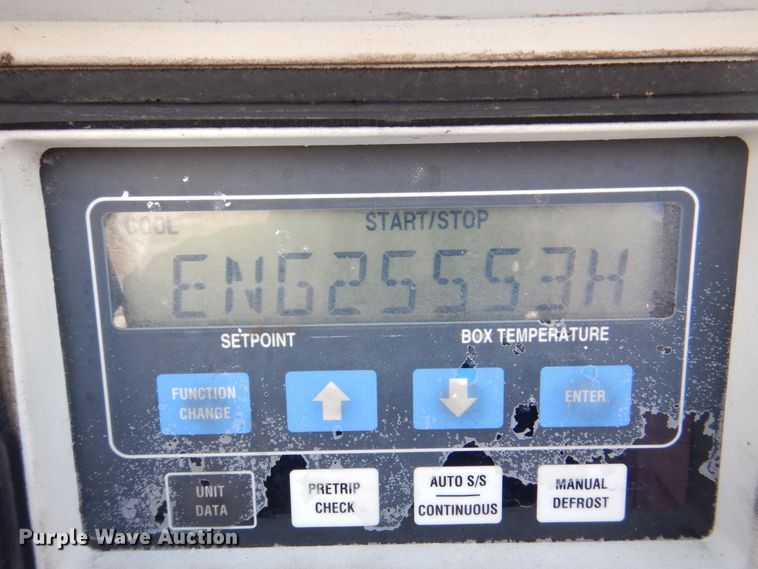 COOL START/STOP
ENG25553H
SETPOINT BOX TEMPERATURE
FUNCTION CHANGE
ENTER
UNIT DATA
PRETRIP CHECK
AUTO S/S
CONTINUOUS
MANUAL DEFROST
Purple Wave Auction